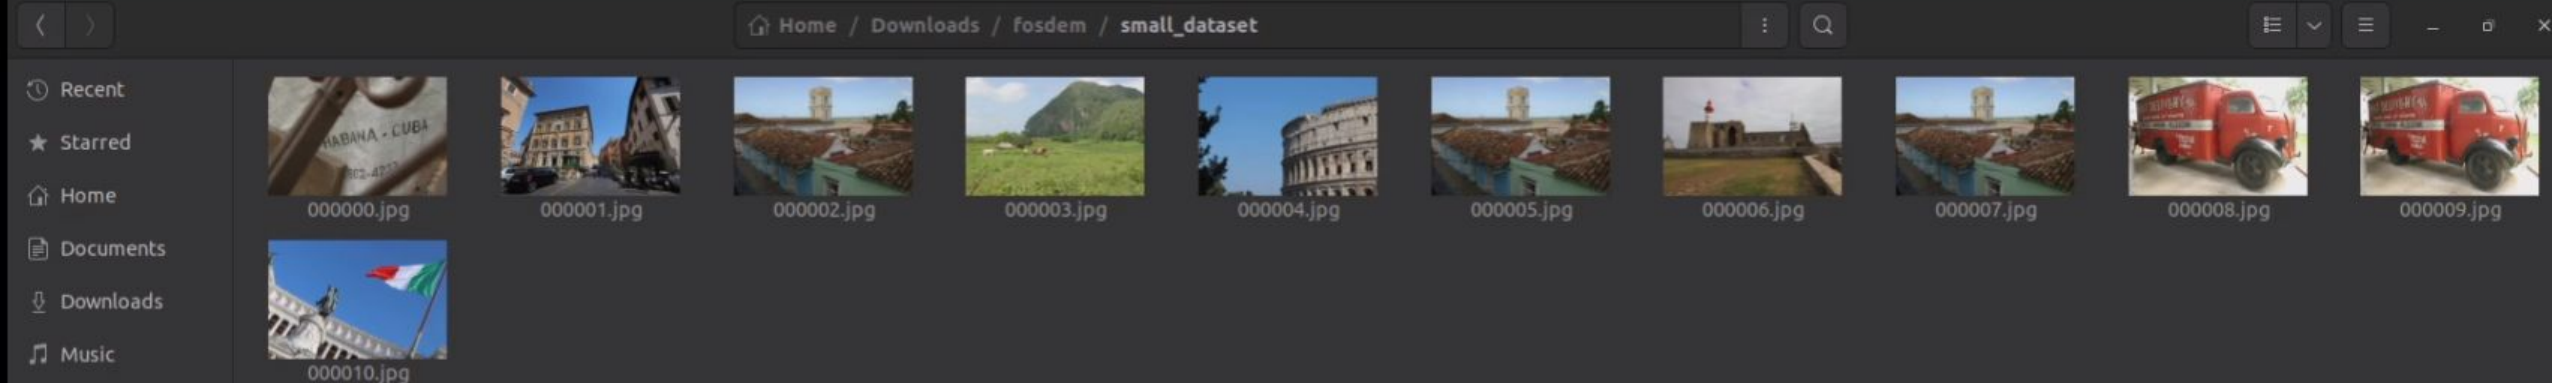 Home / Downloads / fosdem / small_dataset
Recent
Starred
Home
Documents
Downloads
Music
HABANA - CUBA
000000.jpg
000001.jpg
000002.jpg
000003.jpg
000004.jpg
000005.jpg
000006.jpg
000007.jpg
000008.jpg
000009.jpg
000010.jpg